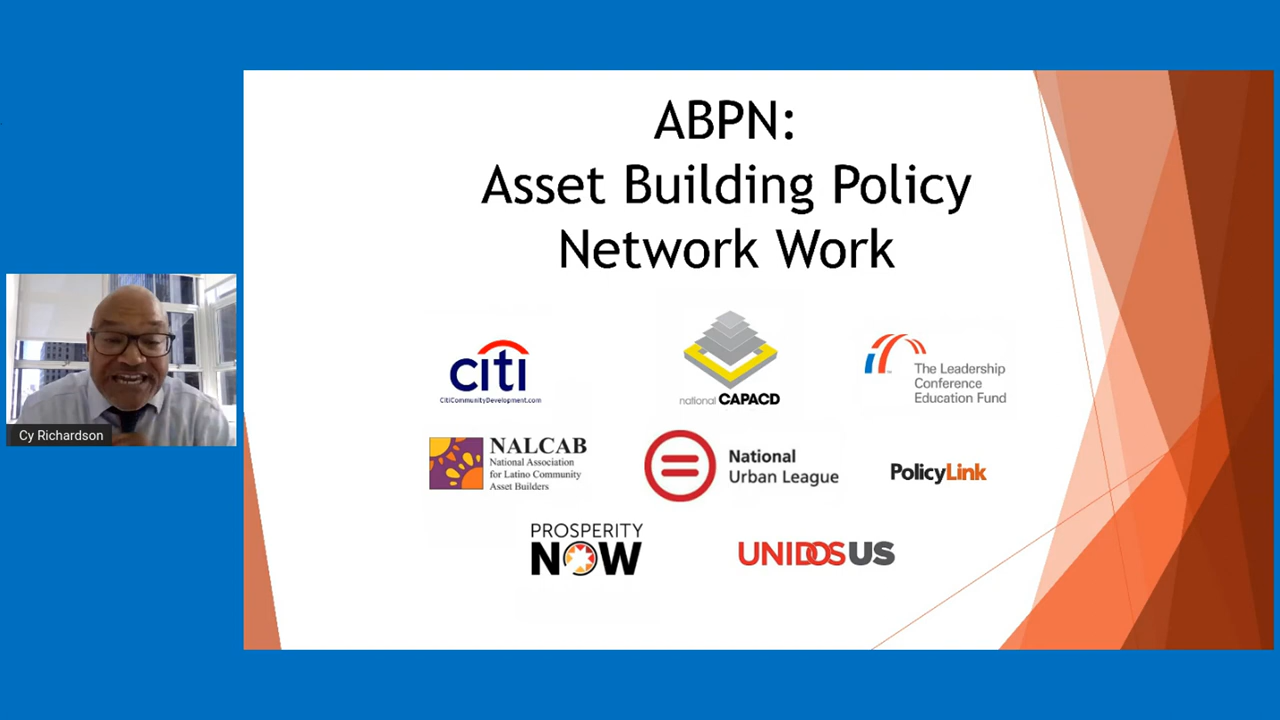 ABPN:
Asset Building Policy
Network Work
citi
CitiCommunityDevelopment.com
national CAPACD
The Leadership
Conference
Education Fund
NALCAB
National Association
for Latino Community
Asset Builders
National
Urban League
PolicyLink
PROSPERITY
NOW
UNIDOSUS
Cy Richardson